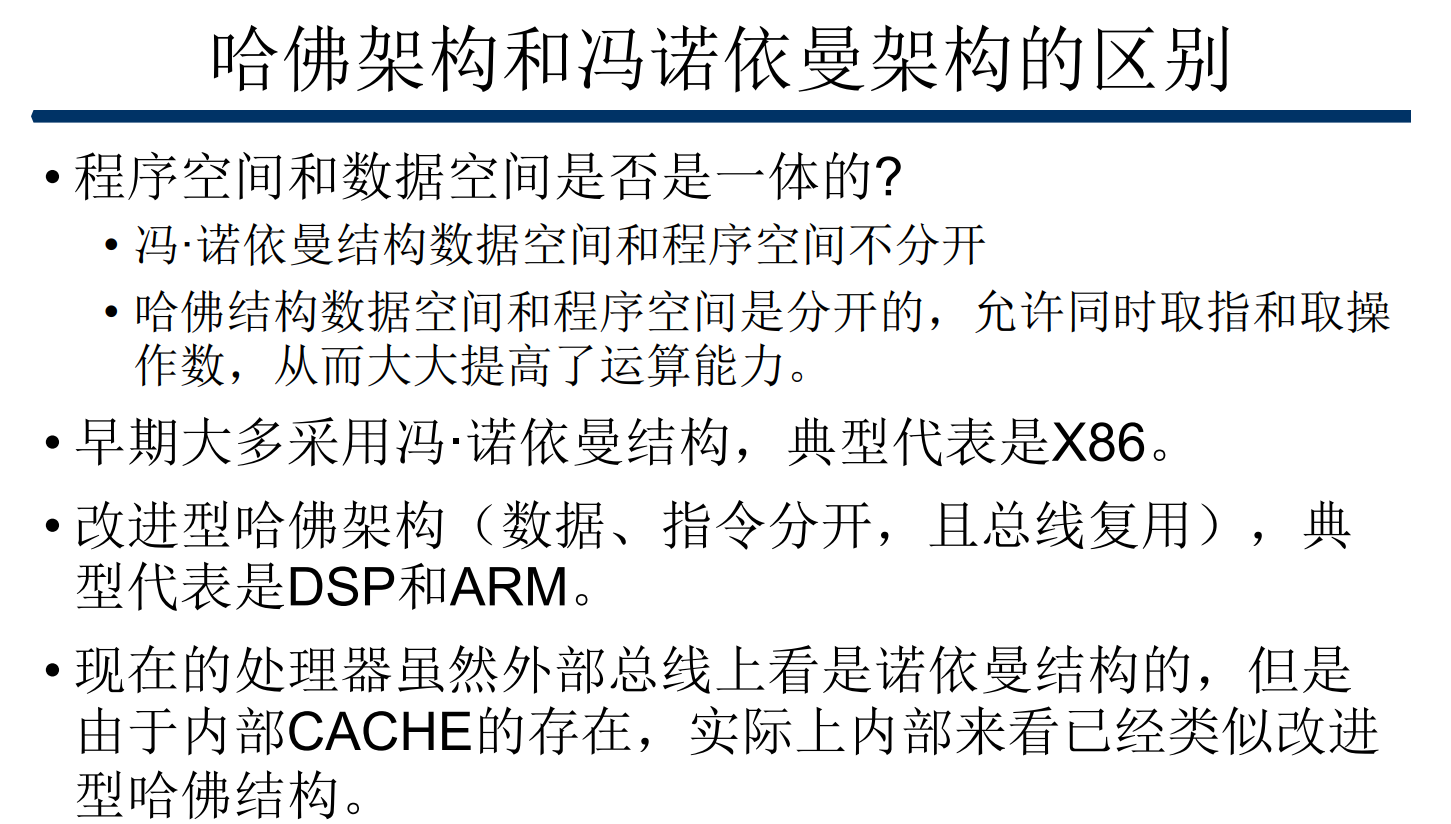 哈佛架构和冯诺依曼架构的区别
• 程序空间和数据空间是否是一体的?
• 冯·诺依曼结构数据空间和程序空间不分开
• 哈佛结构数据空间和程序空间是分开的，允许同时取指和取操
作数，从而大大提高了运算能力。
• 早期大多采用冯·诺依曼结构，典型代表是X86。
• 改进型哈佛架构（数据、指令分开，且总线复用），典
型代表是DSP和ARM。
• 现在的处理器虽然外部总线上看是诺依曼结构的，但是
由于内部CACHE的存在，实际上内部来看已经类似改进
型哈佛结构。